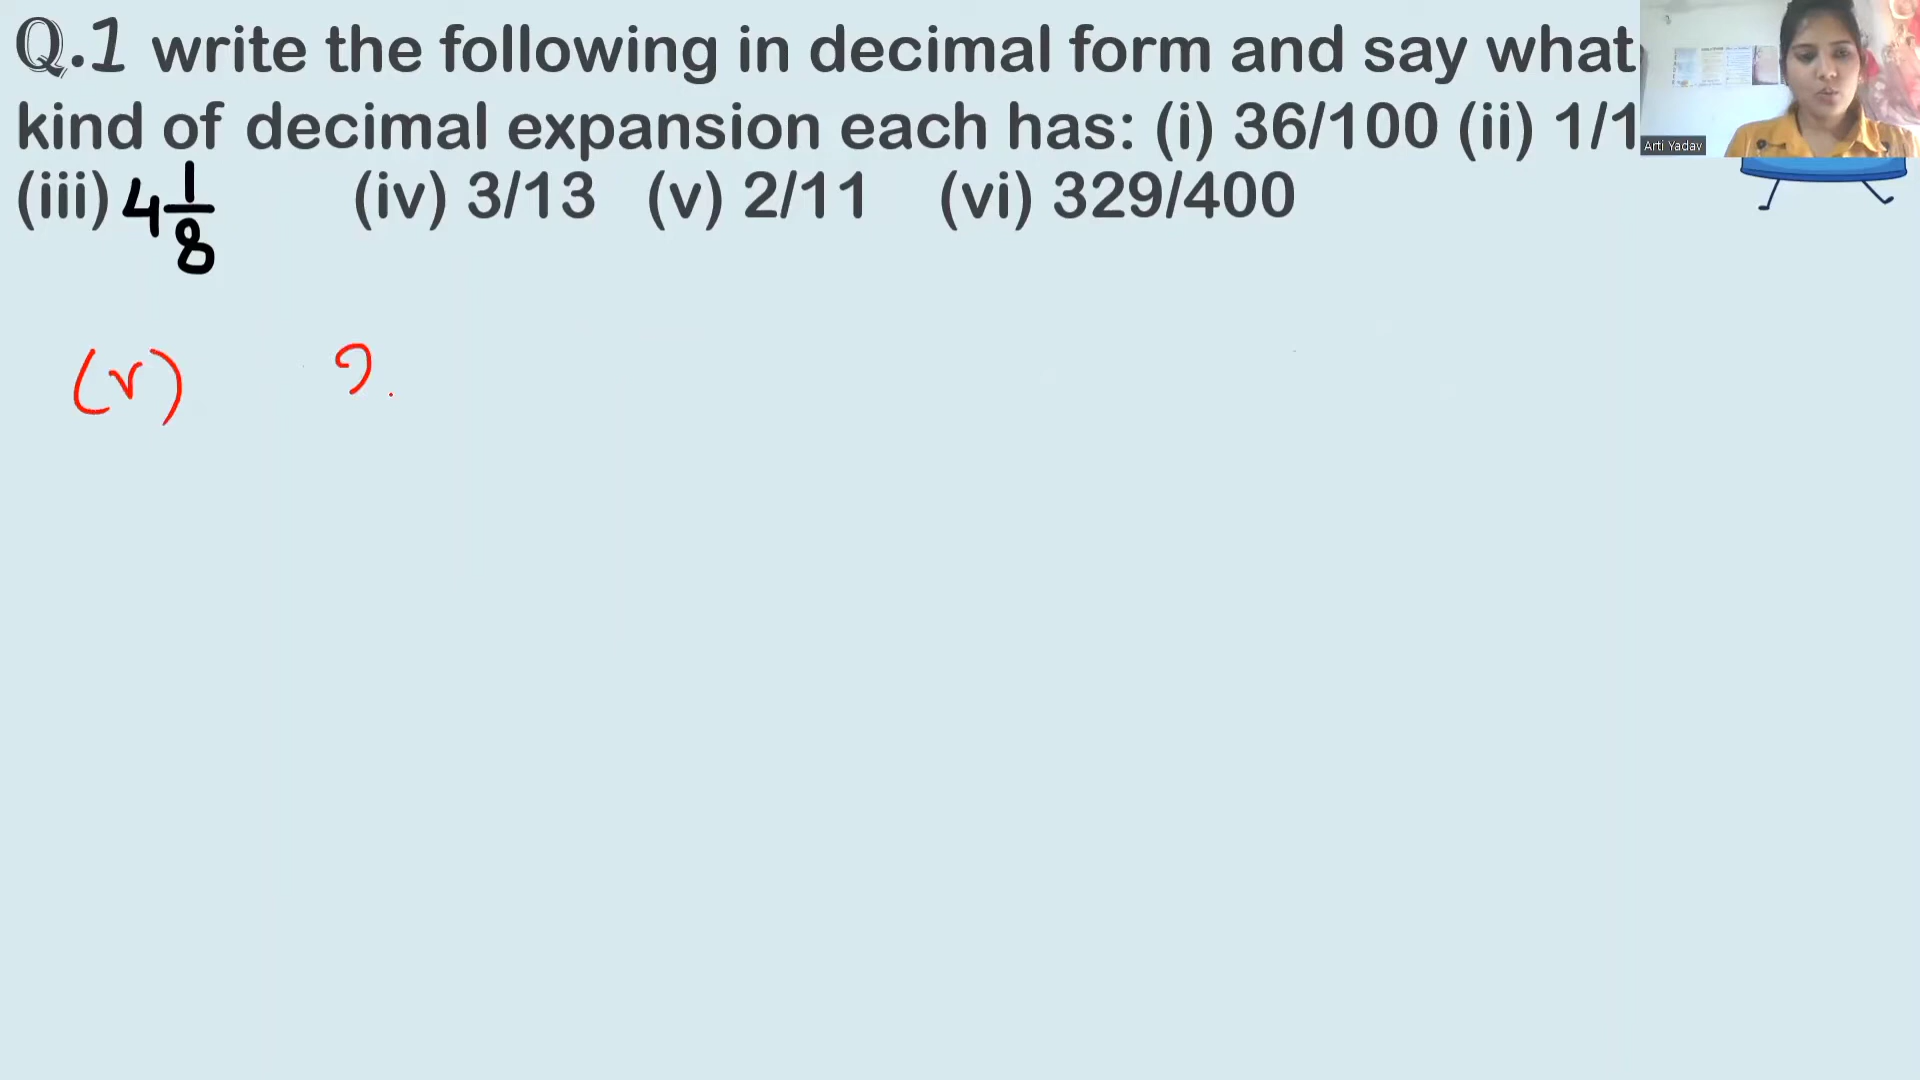 Q.1 write the following in decimal form and say what
kind of decimal expansion each has: (i) 36/100 (ii) 1/1
(iii) 4 1/8 (iv) 3/13 (v) 2/11 (vi) 329/400
Arti Yadav
(v)